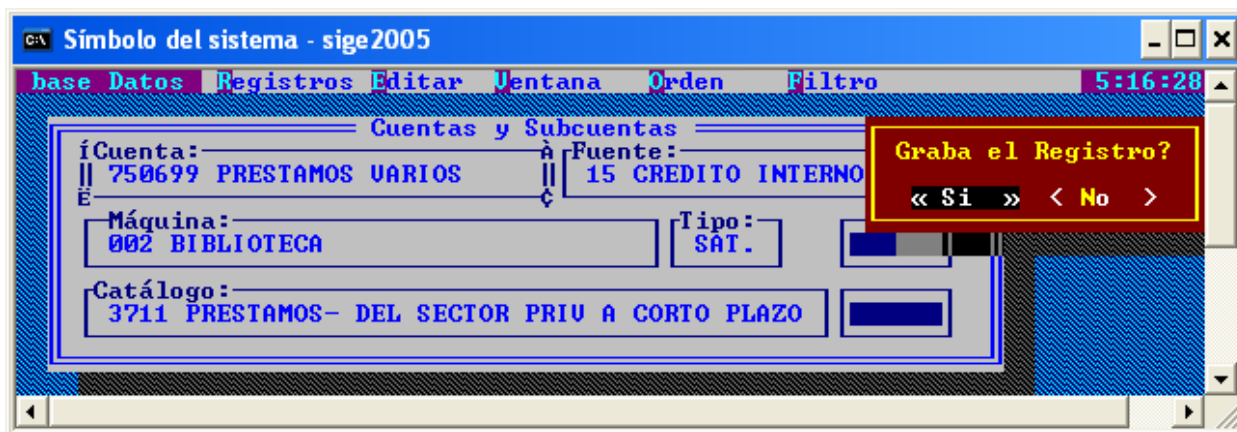 Símbolo del sistema - sige2005
base Datos Registros Editar Ventana Orden Filtro 5:16:28
Cuentas y Subcuentas
Cuenta: Fuente:
750699 PRESTAMOS VARIOS 15 CREDITO INTERNO
Graba el Registro?
« Si » < No >
Máquina: Tipo:
002 BIBLIOTECA SAT.
Catálogo:
3711 PRESTAMOS- DEL SECTOR PRIV A CORTO PLAZO